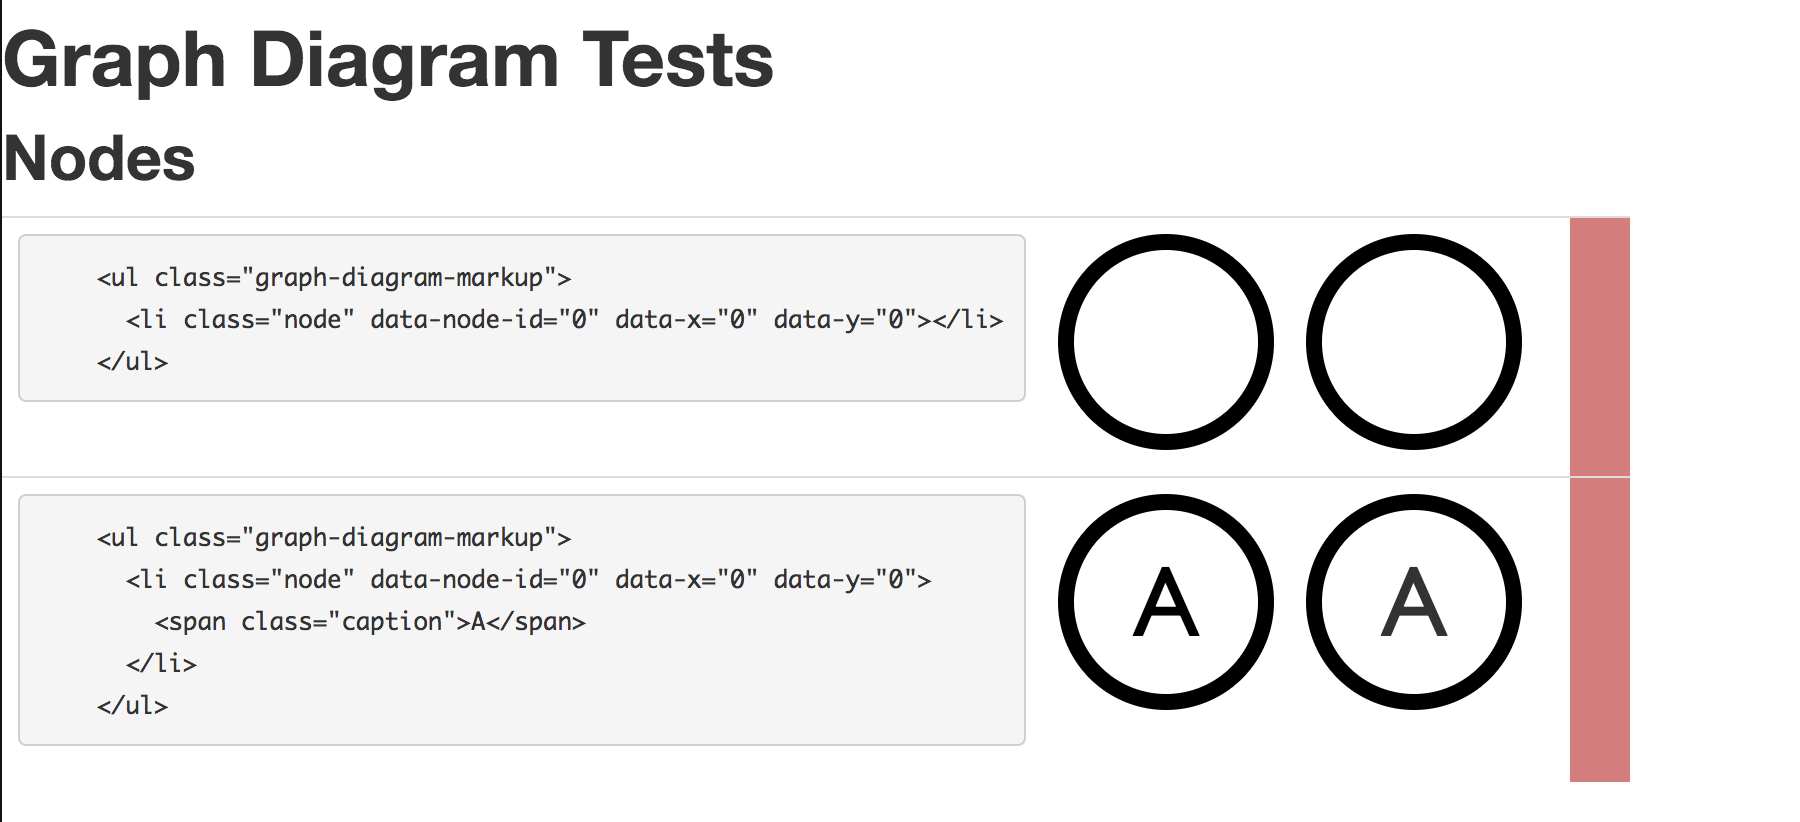 Graph Diagram Tests
Nodes
<ul class="graph-diagram-markup">
<li class="node" data-node-id="0" data-x="0" data-y="0"></li>
</ul>
<ul class="graph-diagram-markup">
<li class="node" data-node-id="0" data-x="0" data-y="0">
<span class="caption">A</span>
</li>
</ul>
A A